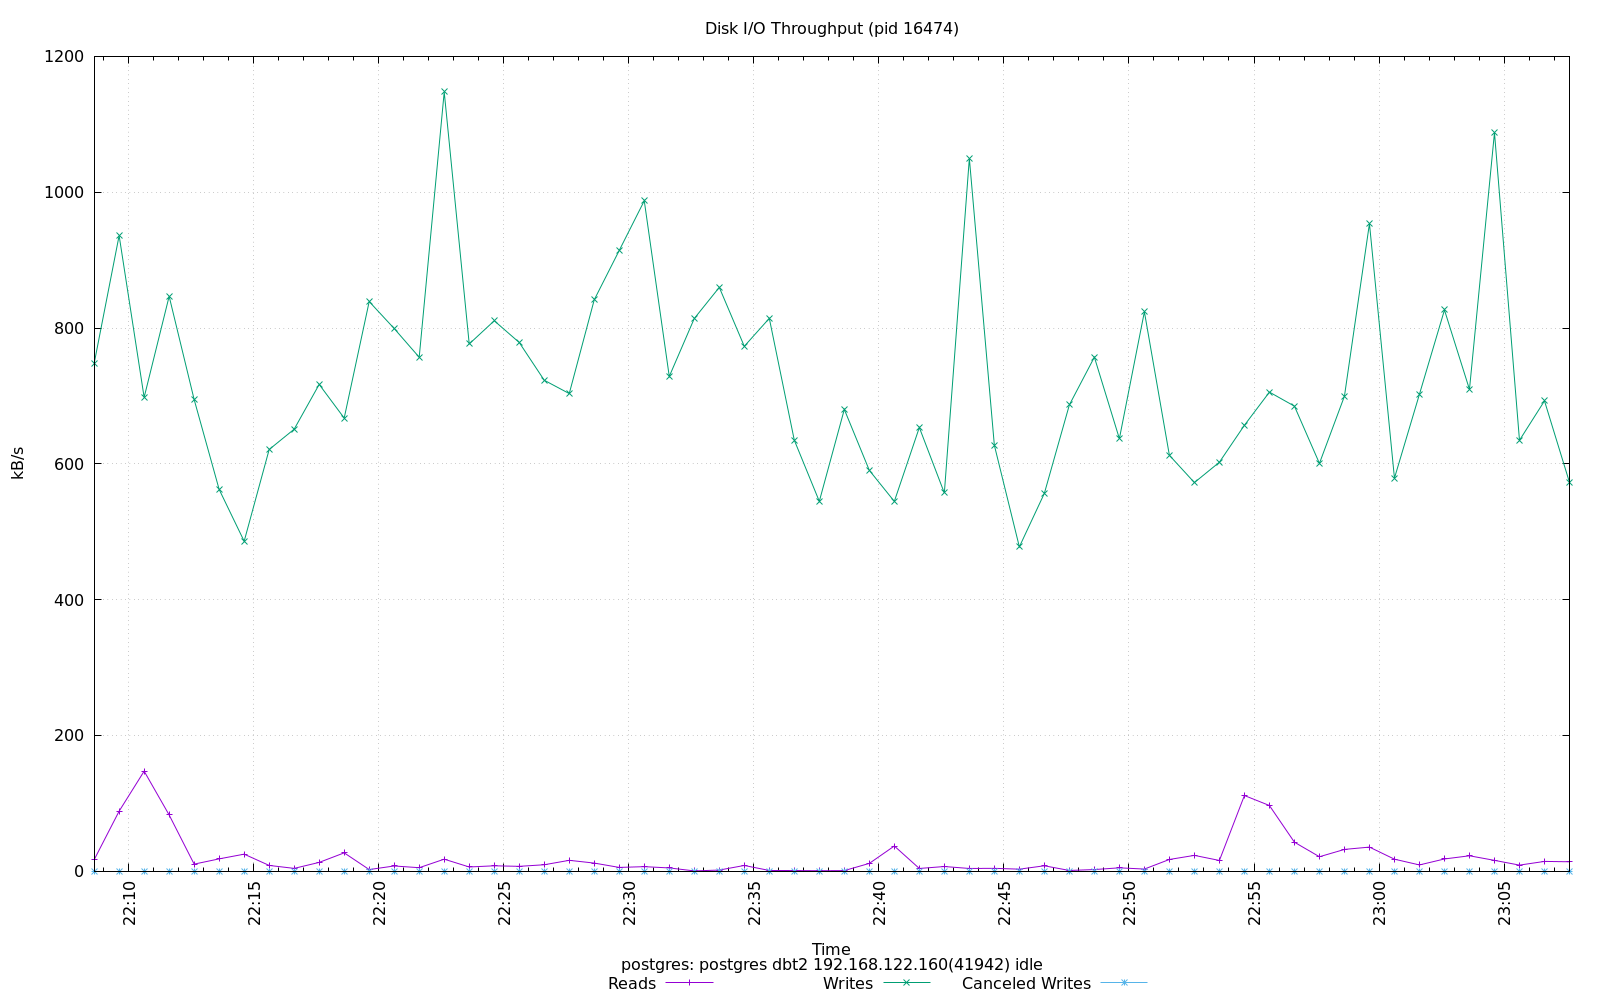 Disk I/O Throughput (pid 16474)
1200
1000
800
600
400
200
0
kB/s
22:10 22:15 22:20 22:25 22:30 22:35 22:40 22:45 22:50 22:55 23:00 23:05
Time
postgres: postgres dbt2 192.168.122.160(41942) idle
Reads Writes Canceled Writes